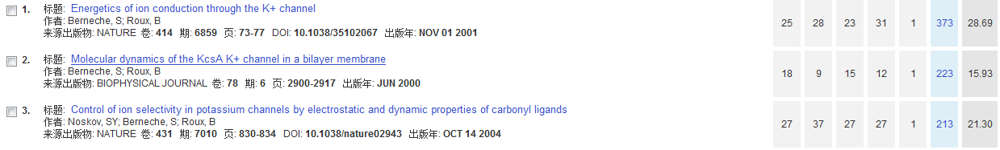 1. 标题: Energetics of ion conduction through the K+ channel
作者: Berneche, S; Roux, B
来源出版物: NATURE 卷: 414 期: 6859 页: 73-77 DOI: 10.1038/35102067 出版年: NOV 01 2001
25 28 23 31 1 373 28.69
2. 标题: Molecular dynamics of the KcsA K+ channel in a bilayer membrane
作者: Berneche, S; Roux, B
来源出版物: BIOPHYSICAL JOURNAL 卷: 78 期: 6 页: 2900-2917 出版年: JUN 2000
18 9 15 12 1 223 15.93
3. 标题: Control of ion selectivity in potassium channels by electrostatic and dynamic properties of carbonyl ligands
作者: Noskov, SY; Berneche, S; Roux, B
来源出版物: NATURE 卷: 431 期: 7010 页: 830-834 DOI: 10.1038/nature02943 出版年: OCT 14 2004
27 37 27 27 1 213 21.30